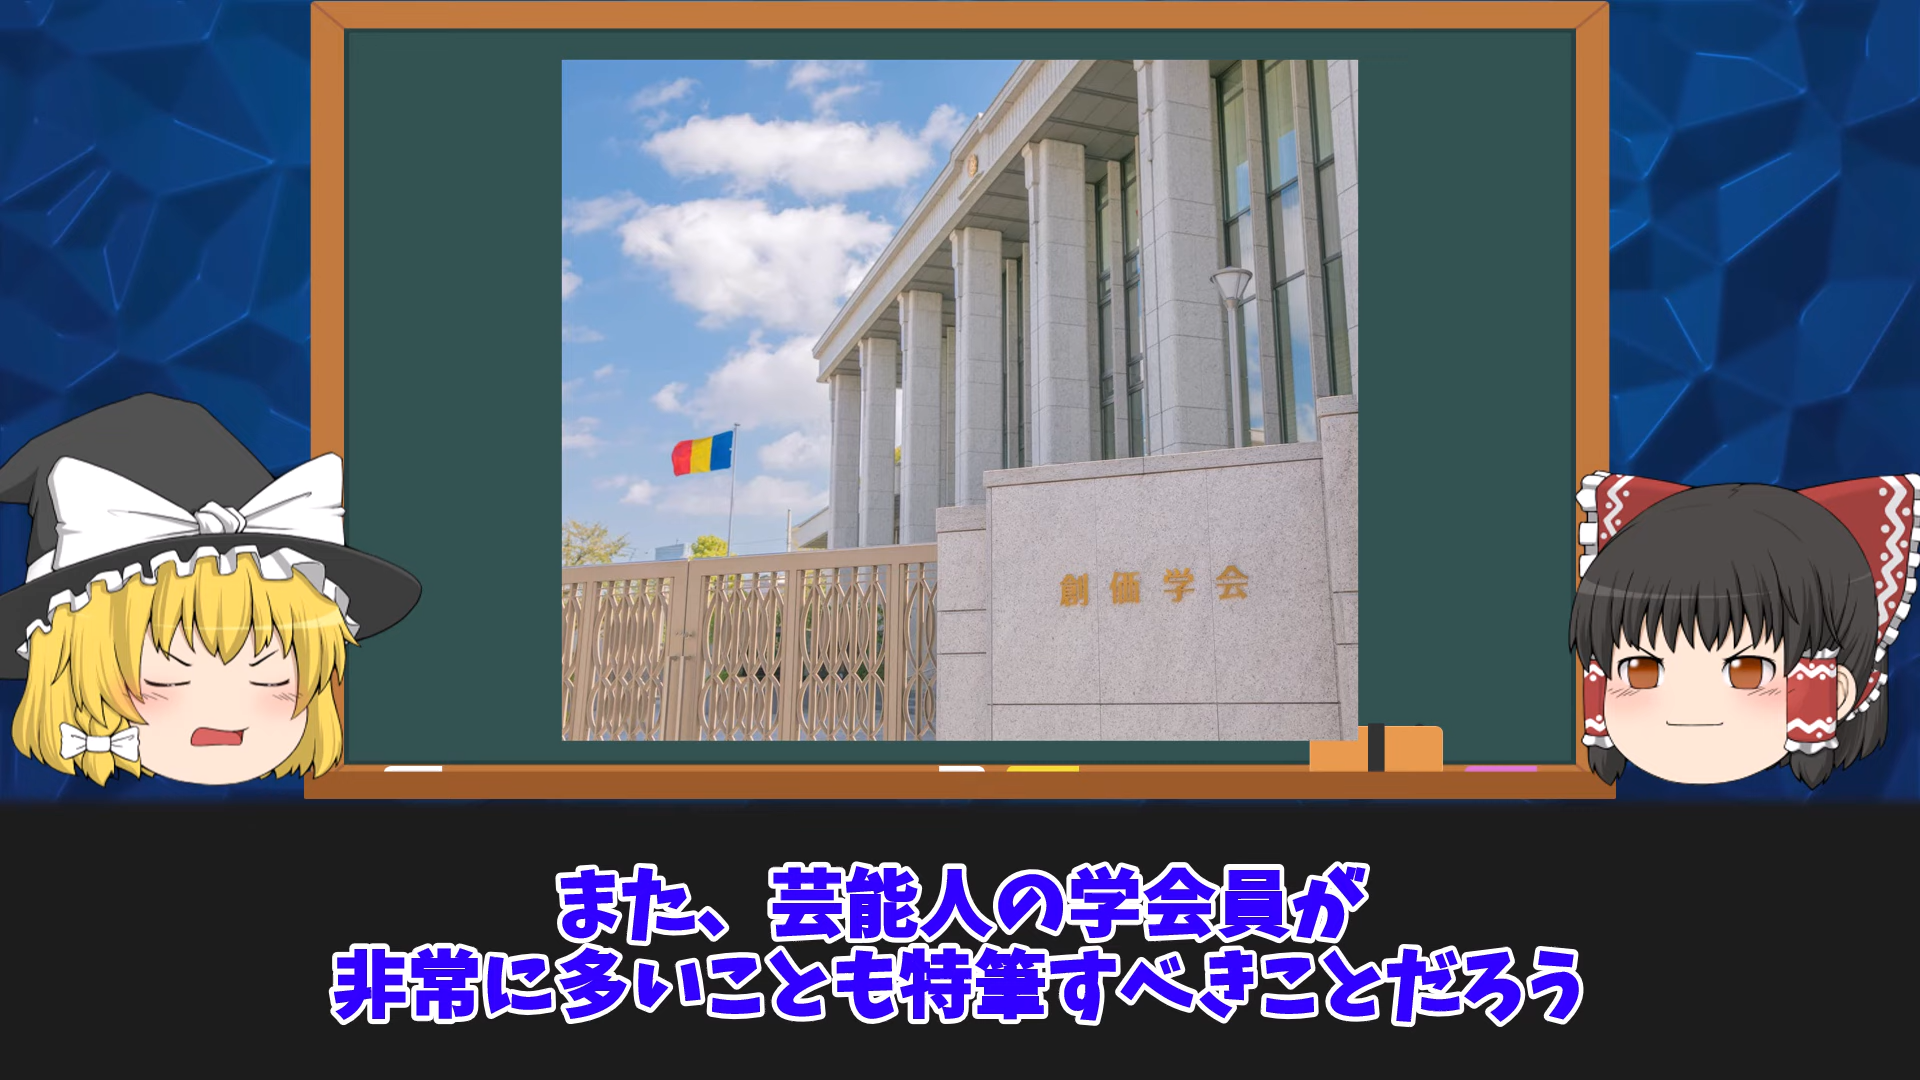 創価学会
また、芸能人の学会員が
非常に多いことも特筆すべきことだろう